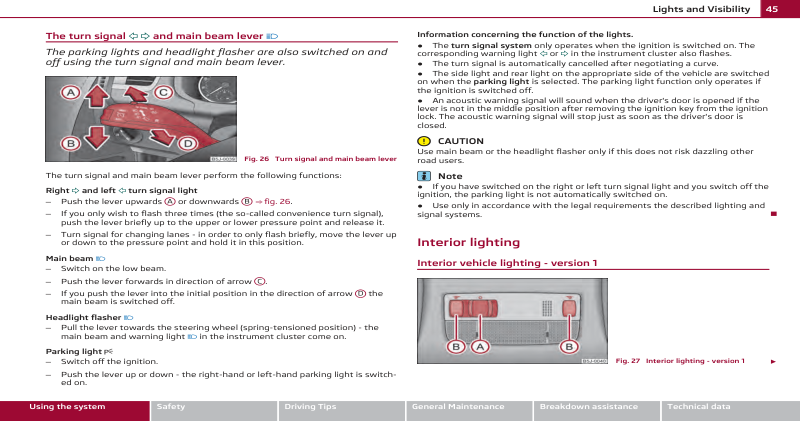 Lights and Visibility 45
The turn signal ⇦ ⇨ and main beam lever
The parking lights and headlight flasher are also switched on and
off using the turn signal and main beam lever.
A
C
B
D
Fig. 26 Turn signal and main beam lever
The turn signal and main beam lever perform the following functions:
Right ⇨ and left ⇦ turn signal light
– Push the lever upwards A or downwards B ⇒ fig. 26.
– If you only wish to flash three times (the so-called convenience turn signal),
push the lever briefly up to the upper or lower pressure point and release it.
– Turn signal for changing lanes - in order to only flash briefly, move the lever up
or down to the pressure point and hold it in this position.
Main beam
– Switch on the low beam.
– Push the lever forwards in direction of arrow C.
– If you push the lever into the initial position in the direction of arrow D the
main beam is switched off.
Headlight flasher
– Pull the lever towards the steering wheel (spring-tensioned position) - the
main beam and warning light in the instrument cluster come on.
Parking light P
– Switch off the ignition.
– Push the lever up or down - the right-hand or left-hand parking light is switch-
ed on.
Information concerning the function of the lights.
● The turn signal system only operates when the ignition is switched on. The
corresponding warning light ⇦ or ⇨ in the instrument cluster also flashes.
● The turn signal is automatically cancelled after negotiating a curve.
● The side light and rear light on the appropriate side of the vehicle are switched
on when the parking light is selected. The parking light function only operates if
the ignition is switched off.
● An acoustic warning signal will sound when the driver's door is opened if the
lever is not in the middle position after removing the ignition key from the ignition
lock. The acoustic warning signal will stop just as soon as the driver's door is
closed.
CAUTION
Use main beam or the headlight flasher only if this does not risk dazzling other
road users.
Note
● If you have switched on the right or left turn signal light and you switch off the
ignition, the parking light is not automatically switched on.
● Use only in accordance with the legal requirements the described lighting and
signal systems.
Interior lighting
Interior vehicle lighting - version 1
B
A
B
Fig. 27 Interior lighting - version 1
Using the system
Safety
Driving Tips
General Maintenance
Breakdown assistance
Technical data